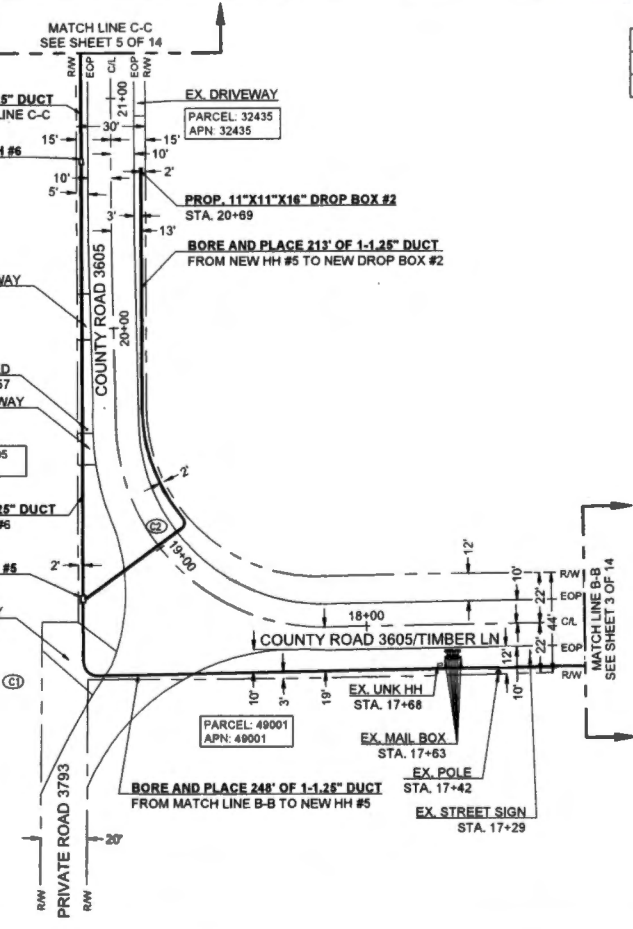 MATCH LINE C-C
SEE SHEET 5 OF 14
R/W
EOP
C/L
EOP
R/W
21+00
EX. DRIVEWAY
PARCEL: 32435
APN: 32435
5" DUCT
LINE C-C
30'
15'
15'
#6
10'
10'
2'
5'
PROP. 11"X11"X16" DROP BOX #2
STA. 20+69
3'
13'
BORE AND PLACE 213' OF 1-1.25" DUCT
FROM NEW HH #5 TO NEW DROP BOX #2
WAY
COUNTY ROAD 3605
20+00
57
WAY
2'
25" DUCT
#6
C2
19+00
2'
#5
12'
10'
22'
44'
R/W
EOP
C/L
EOP
R/W
MATCH LINE B-B
SEE SHEET 3 OF 14
18+00
COUNTY ROAD 3605/TIMBER LN
12'
22'
10'
C1
10'
3'
19'
EX. UNK HH
STA. 17+68
PARCEL: 49001
APN: 49001
EX. MAIL BOX
STA. 17+63
EX. POLE
STA. 17+42
BORE AND PLACE 248' OF 1-1.25" DUCT
FROM MATCH LINE B-B TO NEW HH #5
EX. STREET SIGN
STA. 17+29
20'
R/W
PRIVATE ROAD 3793
R/W